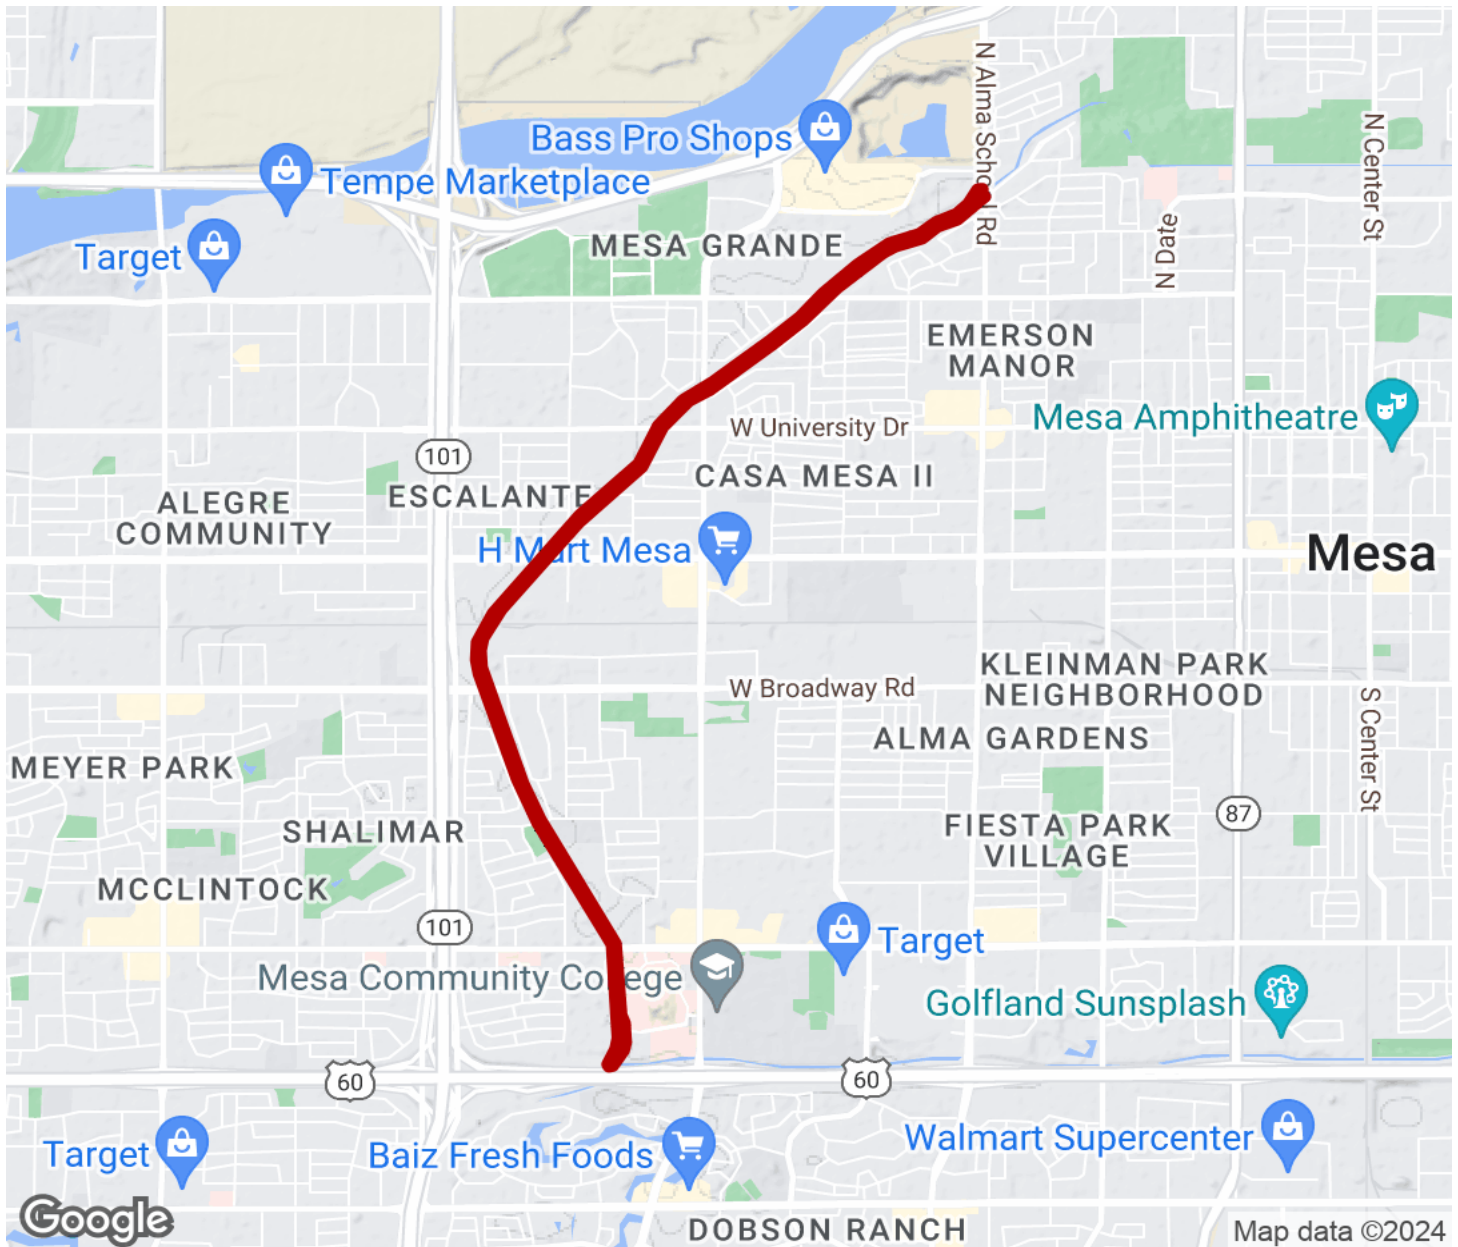 N Alma School Rd
N Center St
Bass Pro Shops
Tempe Marketplace
Target
MESA GRANDE
N Date
EMERSON
MANOR
Mesa Amphitheatre
W University Dr
101
CASA MESA II
ALEGRE
COMMUNITY
ESCALANTE
H Mart Mesa
Mesa
KLEINMAN PARK
NEIGHBORHOOD
W Broadway Rd
S Center St
ALMA GARDENS
MEYER PARK
87
SHALIMAR
FIESTA PARK
VILLAGE
MCCLINTOCK
101
Target
Mesa Community College
Golfland Sunsplash
60
60
Target
Baiz Fresh Foods
Walmart Supercenter
Google
DOBSON RANCH
Map data ©2024